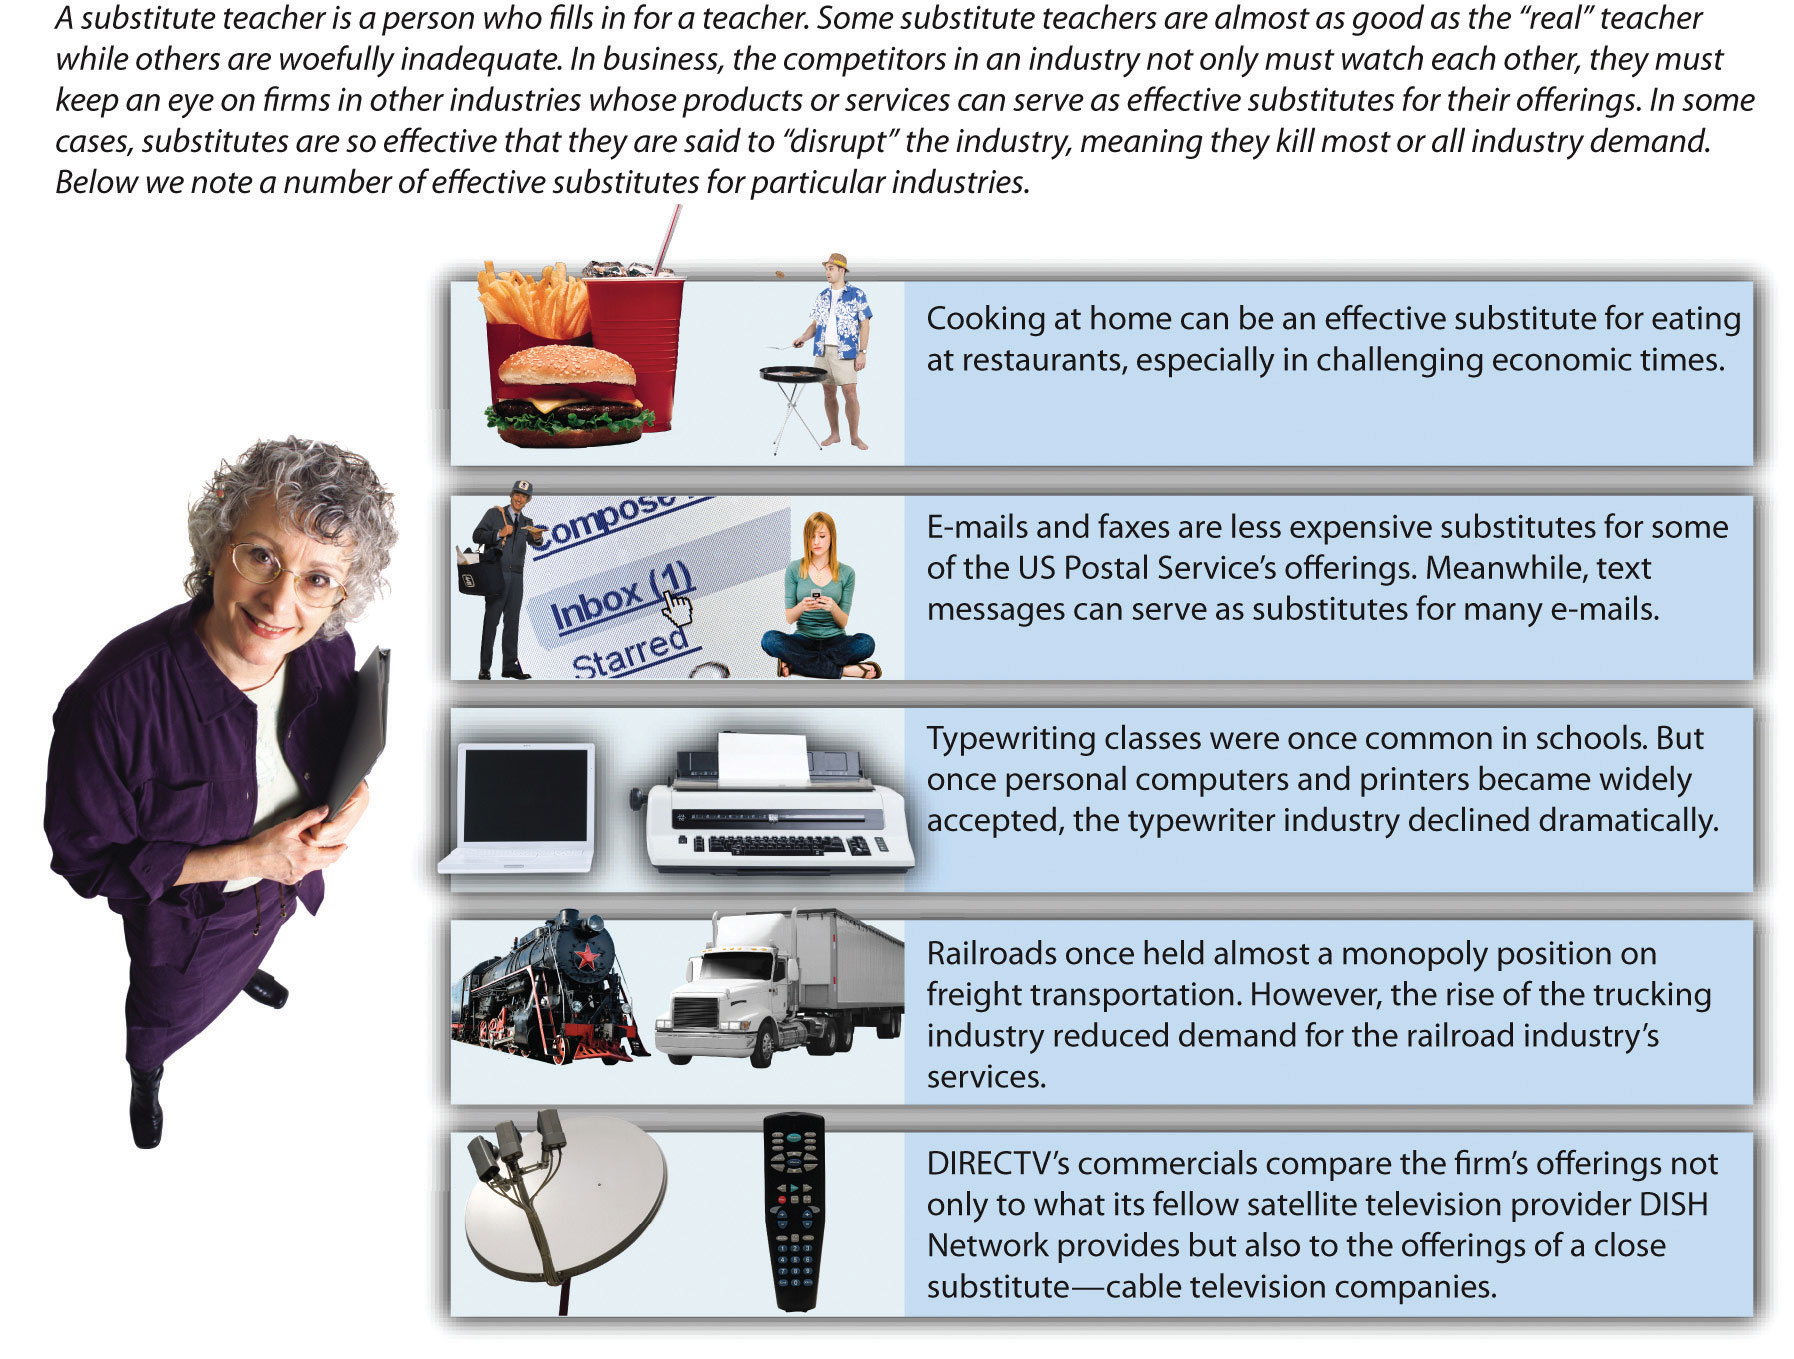 A substitute teacher is a person who fills in for a teacher. Some substitute teachers are almost as good as the “real” teacher
while others are woefully inadequate. In business, the competitors in an industry not only must watch each other, they must
keep an eye on firms in other industries whose products or services can serve as effective substitutes for their offerings. In some
cases, substitutes are so effective that they are said to “disrupt” the industry, meaning they kill most or all industry demand.
Below we note a number of effective substitutes for particular industries.
Cooking at home can be an effective substitute for eating
at restaurants, especially in challenging economic times.
Compose
Inbox (1)
Starred
E-mails and faxes are less expensive substitutes for some
of the US Postal Service’s offerings. Meanwhile, text
messages can serve as substitutes for many e-mails.
Typewriting classes were once common in schools. But
once personal computers and printers became widely
accepted, the typewriter industry declined dramatically.
Railroads once held almost a monopoly position on
freight transportation. However, the rise of the trucking
industry reduced demand for the railroad industry’s
services.
DIRECTV’s commercials compare the firm’s offerings not
only to what its fellow satellite television provider DISH
Network provides but also to the offerings of a close
substitute—cable television companies.